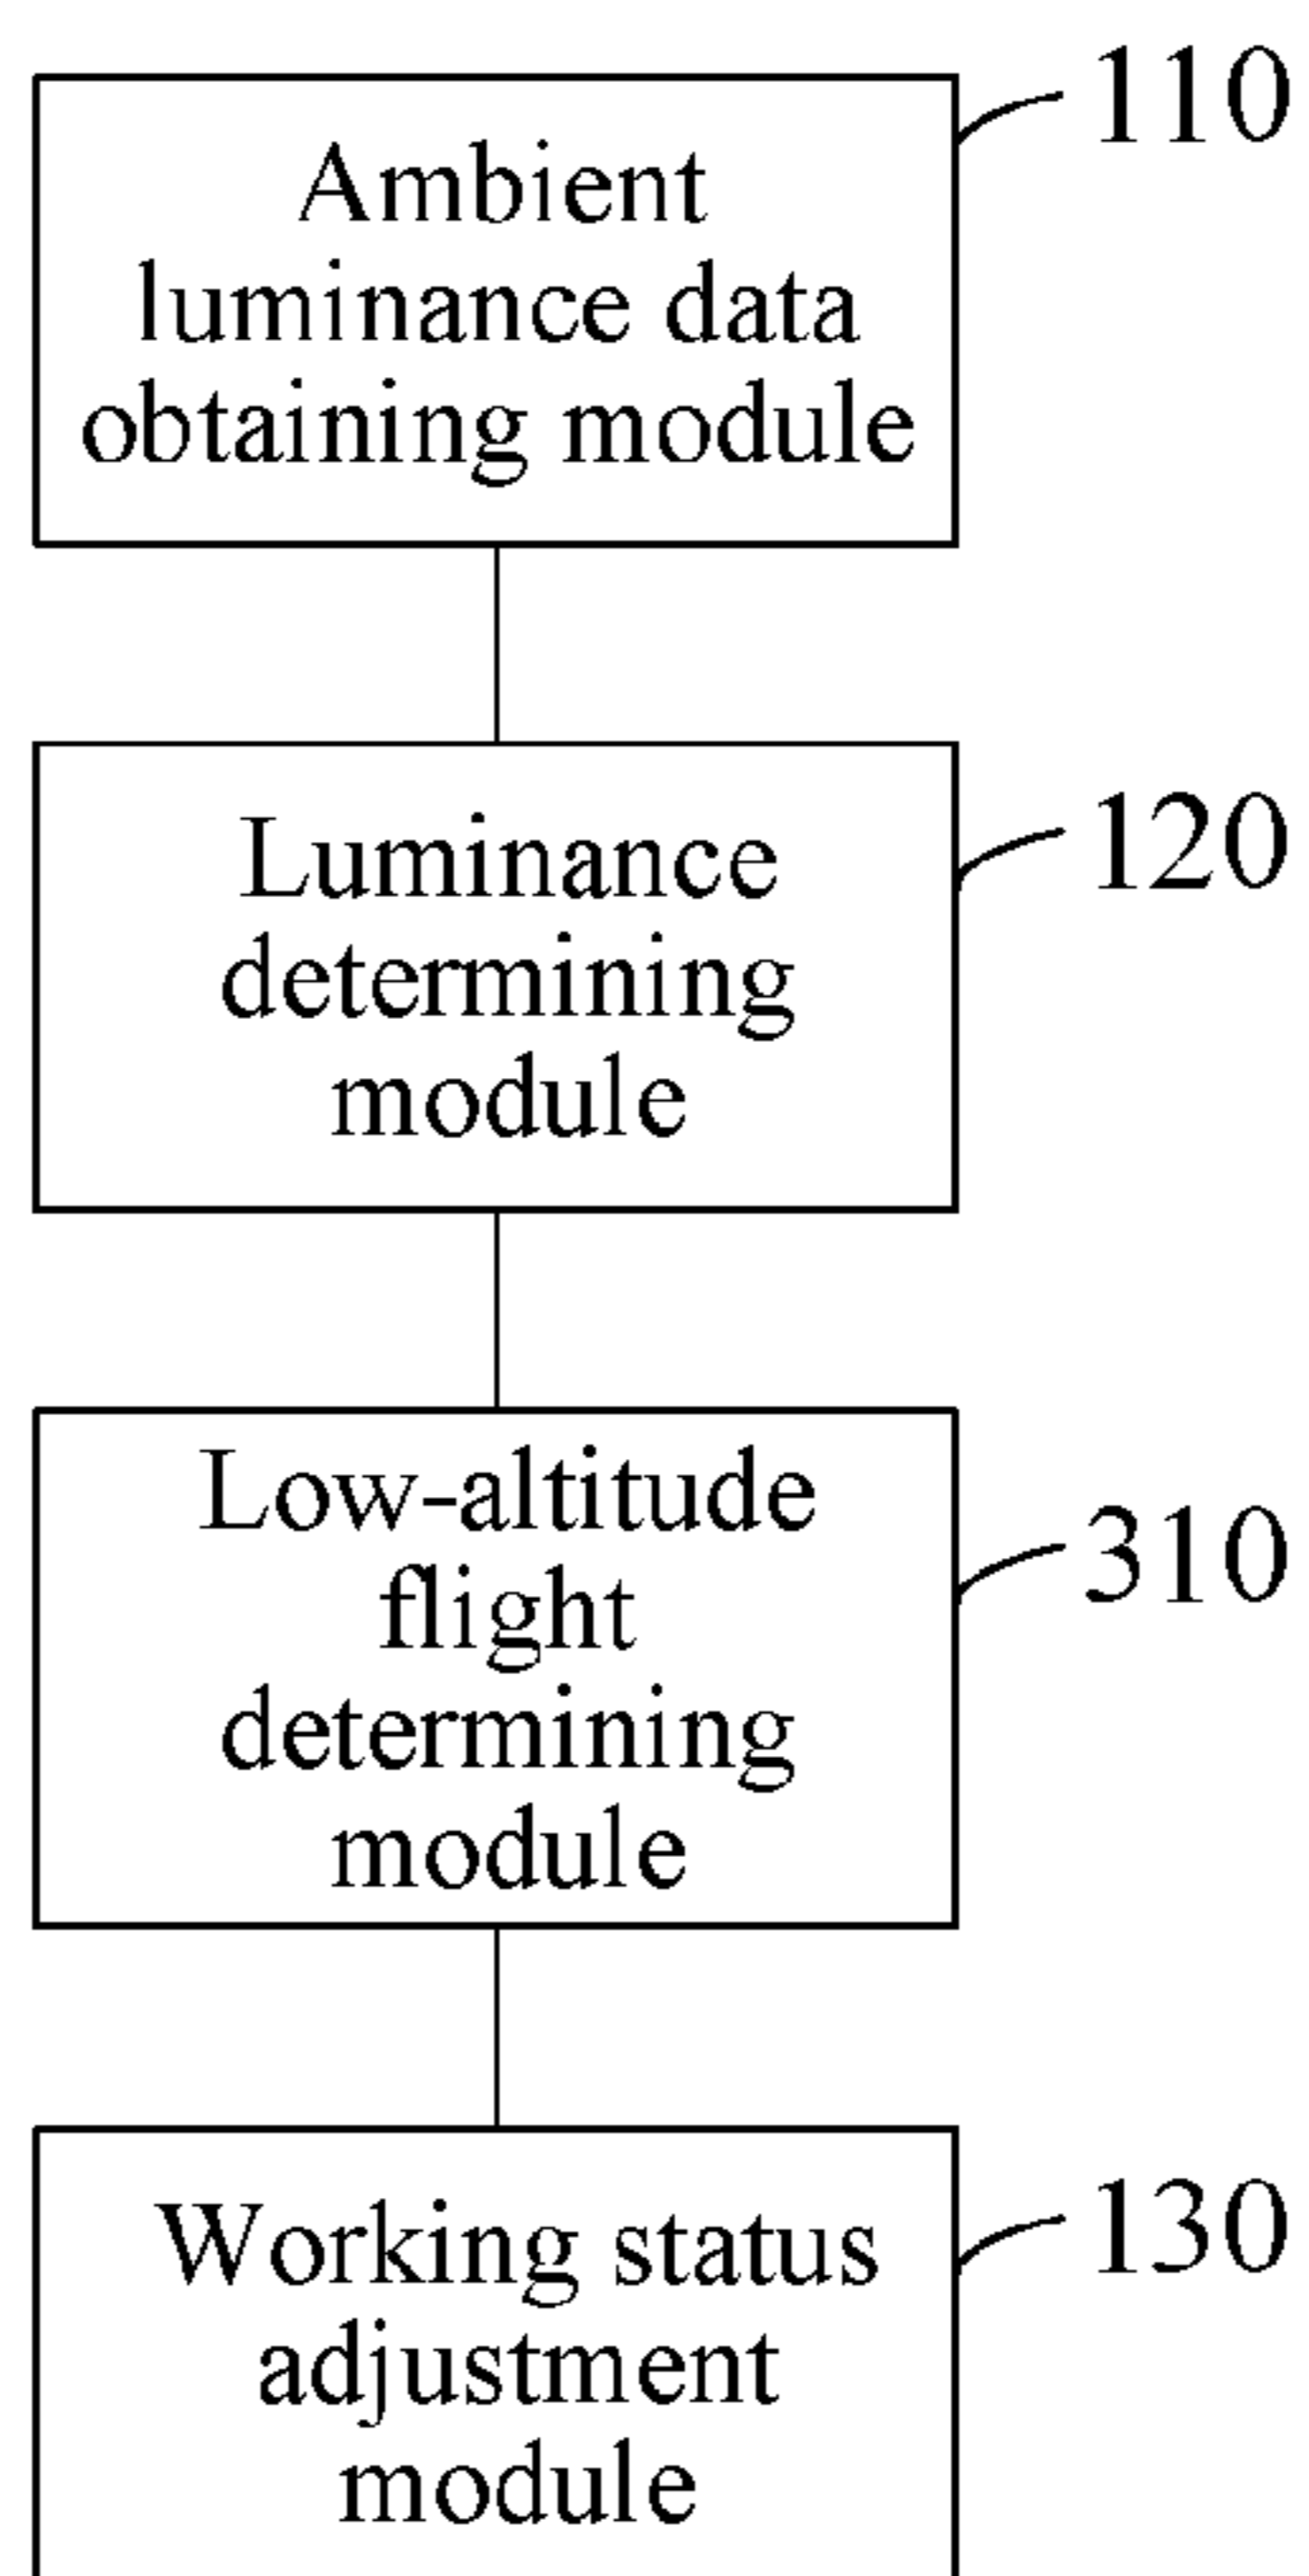 110
Ambient
luminance data
obtaining module
120
Luminance
determining
module
310
Low-altitude
flight
determining
module
130
Working status
adjustment
module